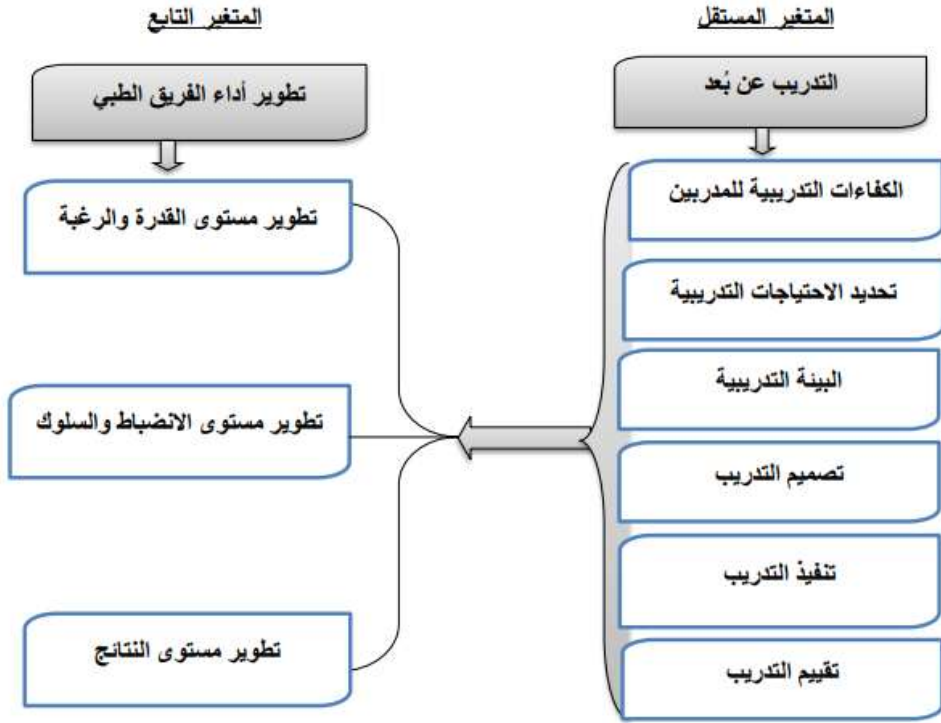 المتغير المستقل
المتغير التابع
التدريب عن بُعد
تطوير أداء الفريق الطبي
الكفاءات التدريبية للمدربين
تحديد الاحتياجات التدريبية
البيئة التدريبية
تصميم التدريب
تنفيذ التدريب
تقييم التدريب
تطوير مستوى القدرة والرغبة
تطوير مستوى الانضباط والسلوك
تطوير مستوى النتائج